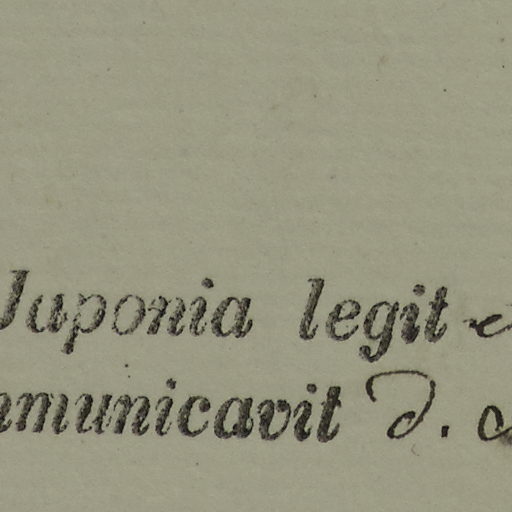 Japonia legit
mmunicavit d.